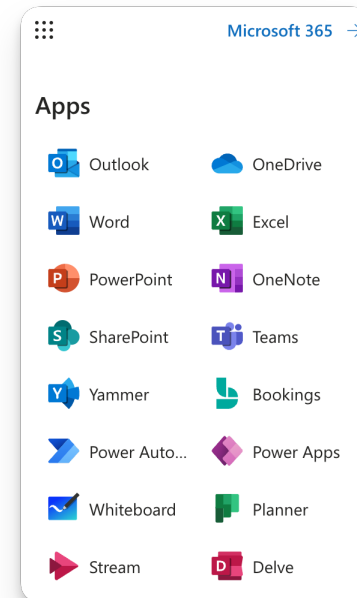 Microsoft 365 →
Apps
Outlook
OneDrive
Word
Excel
PowerPoint
OneNote
SharePoint
Teams
Yammer
Bookings
Power Auto...
Power Apps
Whiteboard
Planner
Stream
Delve